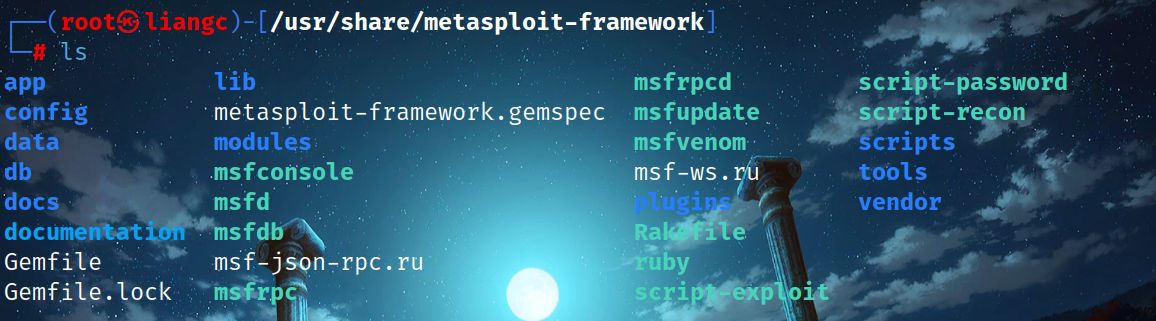 ┌──(root㉿liangc)-[/usr/share/metasploit-framework]
└─# ls
app lib msfrpcd script-password
config metasploit-framework.gemspec msfupdate script-recon
data modules msfvenom scripts
db msfconsole msf-ws.ru tools
docs msfd plugins vendor
documentation msfdb Rakefile
Gemfile msf-json-rpc.ru ruby
Gemfile.lock msfrpc script-exploit